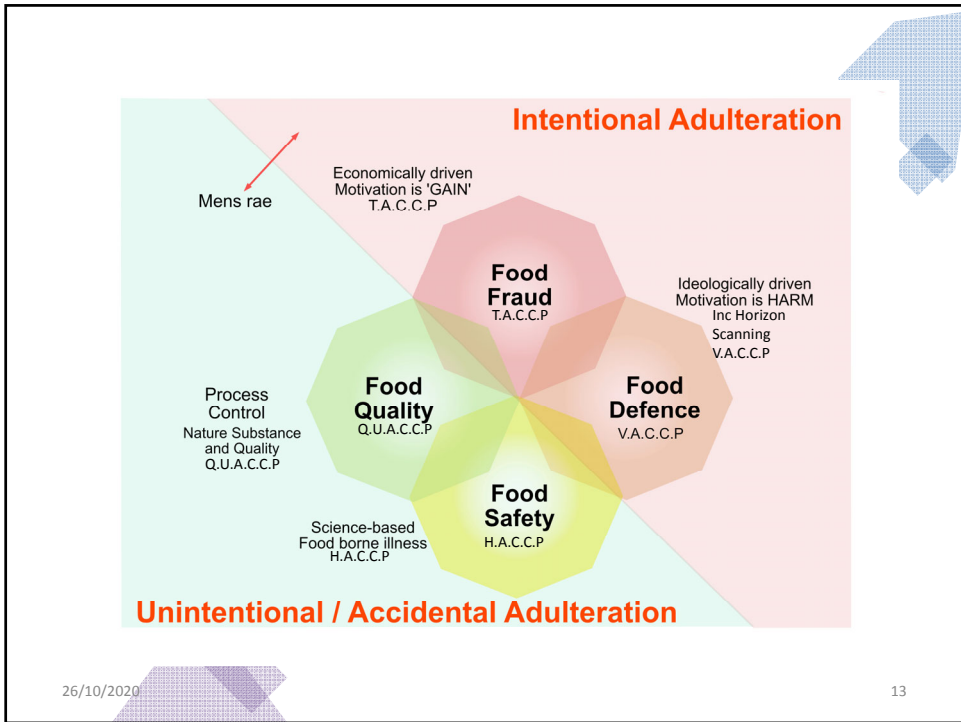 Intentional Adulteration
Mens rae
Economically driven
Motivation is 'GAIN'
T.A.C.C.P
Food
Fraud
T.A.C.C.P
Ideologically driven
Motivation is HARM
Inc Horizon
Scanning
V.A.C.C.P
Process
Control
Nature Substance
and Quality
Q.U.A.C.C.P
Food
Quality
Q.U.A.C.C.P
Food
Defence
V.A.C.C.P
Science-based
Food borne illness
H.A.C.C.P
Food
Safety
H.A.C.C.P
Unintentional / Accidental Adulteration
26/10/2020
13